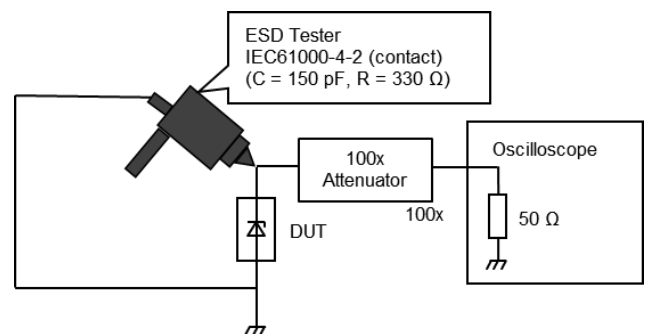 ESD Tester
IEC61000-4-2 (contact)
(C = 150 pF, R = 330 Ω)
100x
Attenuator
100x
Oscilloscope
50 Ω
DUT